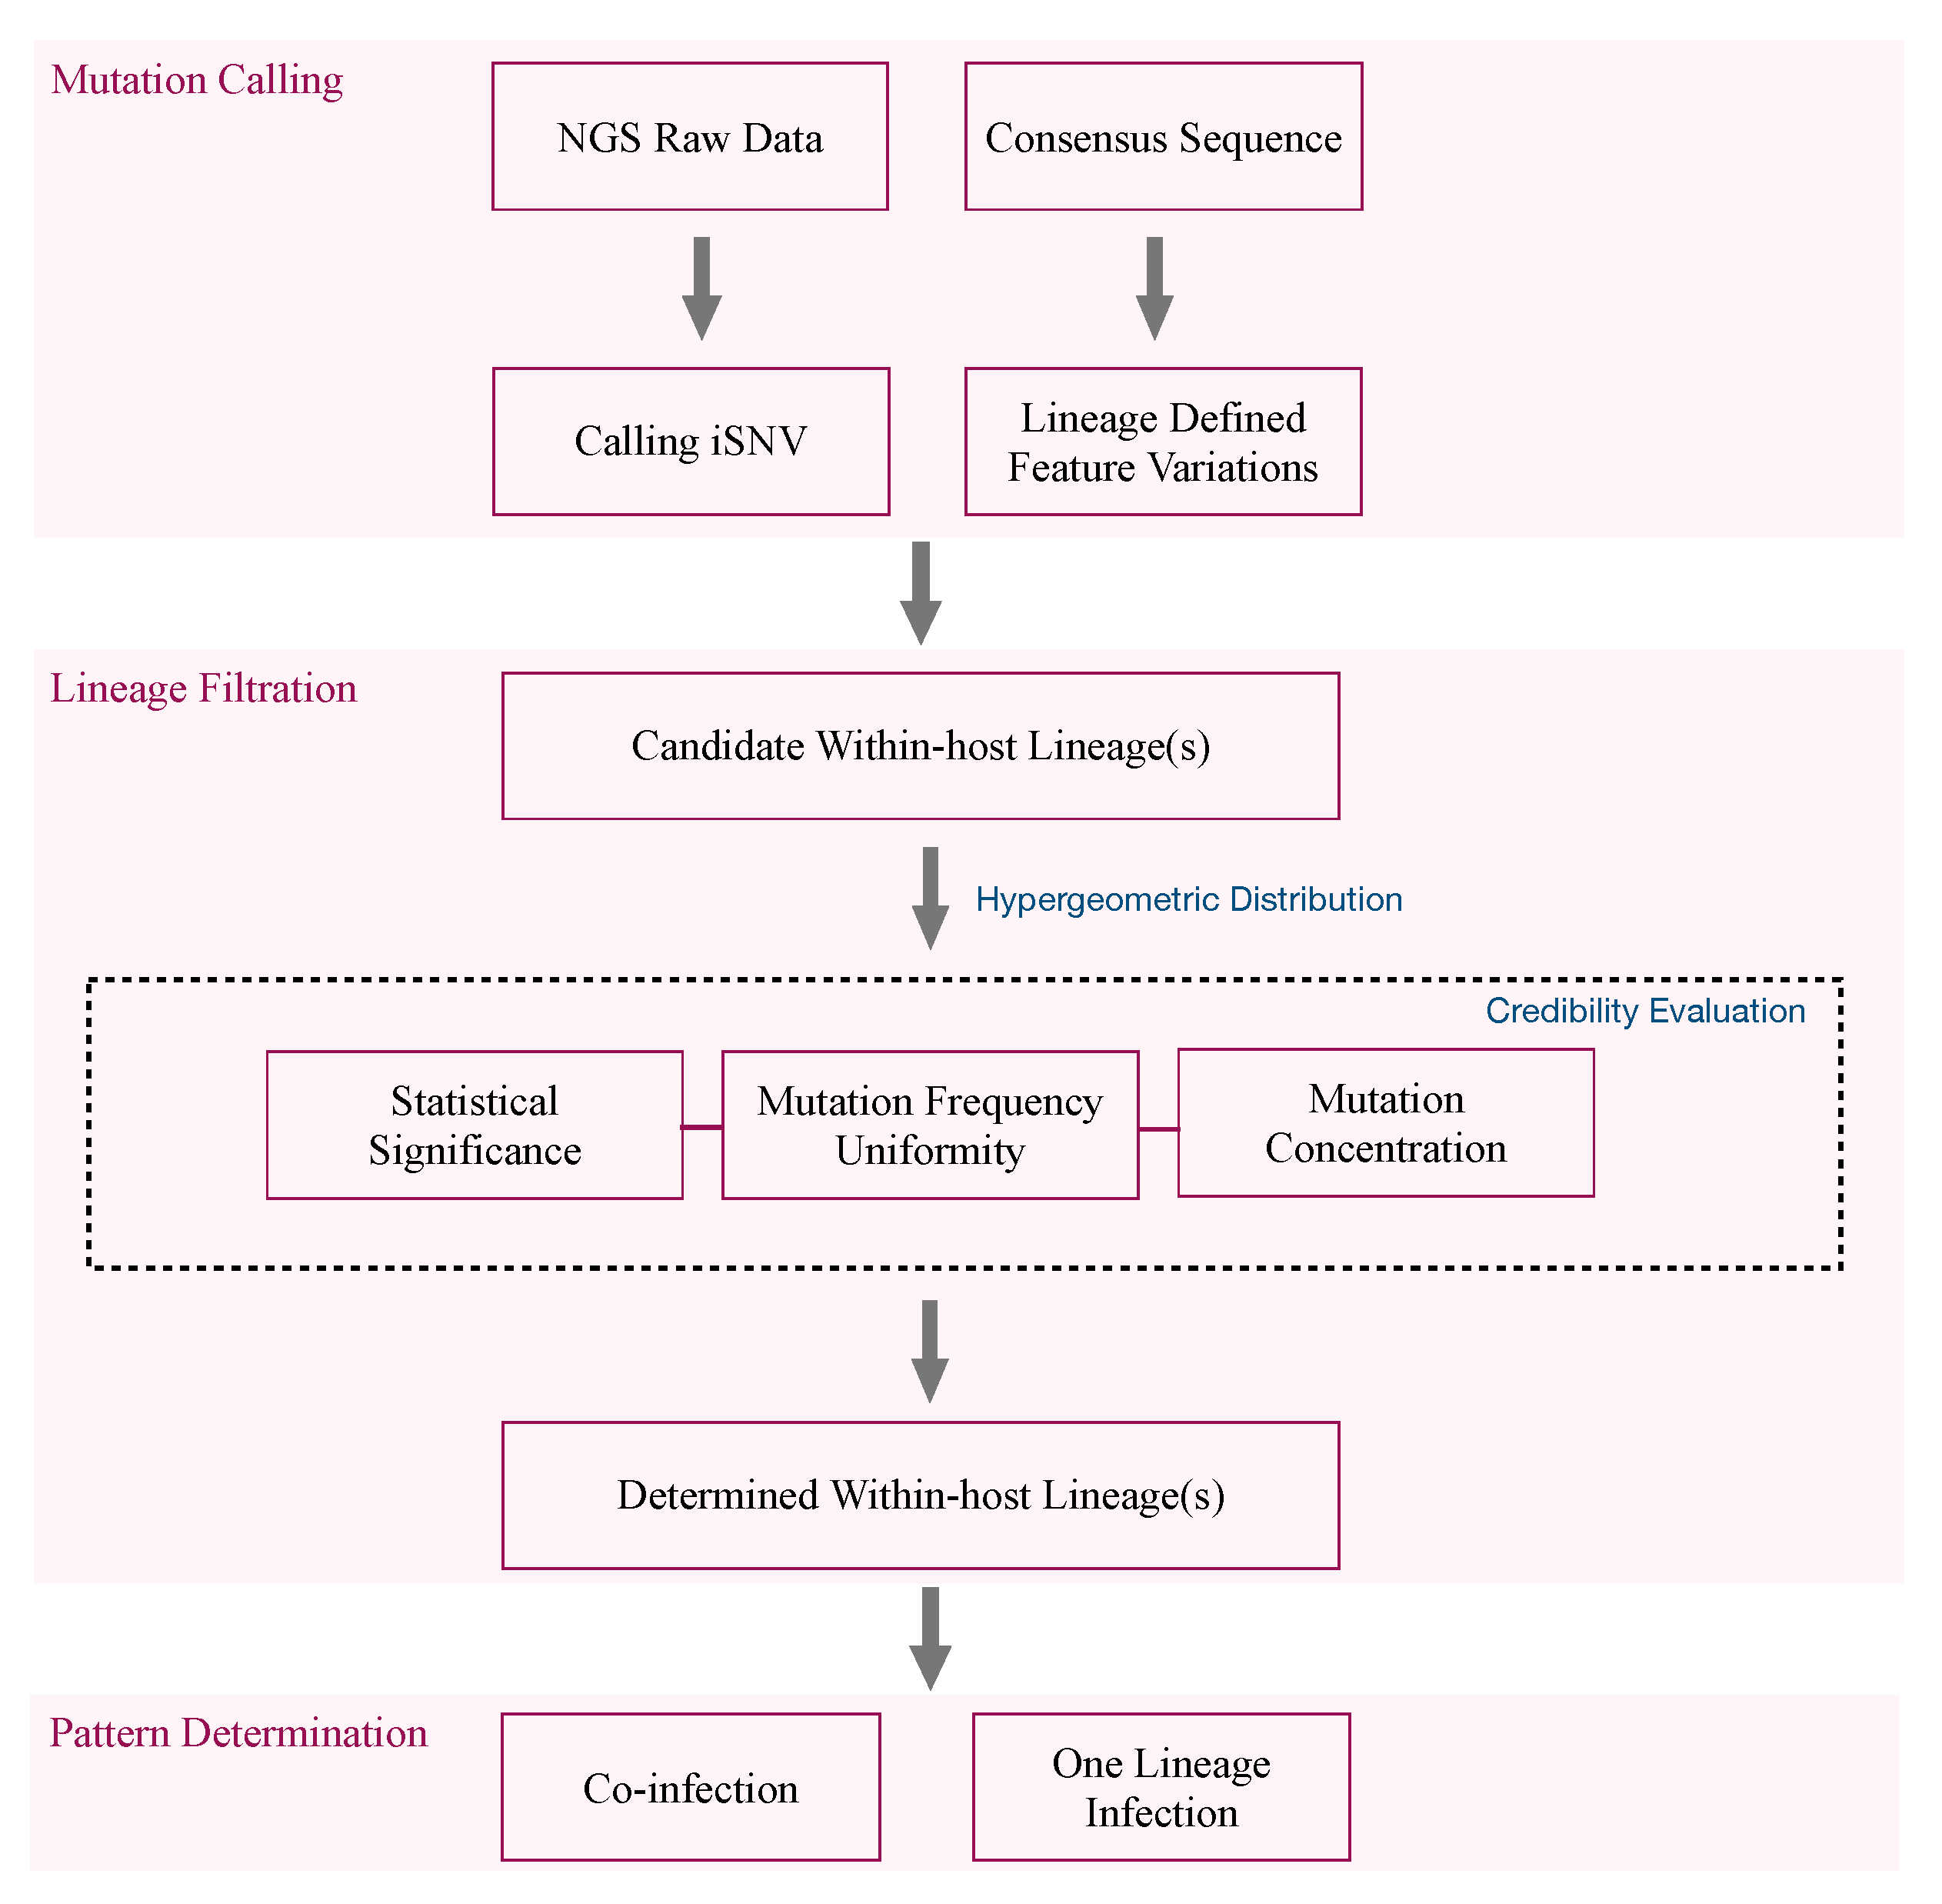 Mutation Calling
NGS Raw Data
Consensus Sequence
Calling iSNV
Lineage Defined
Feature Variations
Lineage Filtration
Candidate Within-host Lineage(s)
Hypergeometric Distribution
Credibility Evaluation
Statistical
Significance
Mutation Frequency
Uniformity
Mutation
Concentration
Determined Within-host Lineage(s)
Pattern Determination
Co-infection
One Lineage
Infection